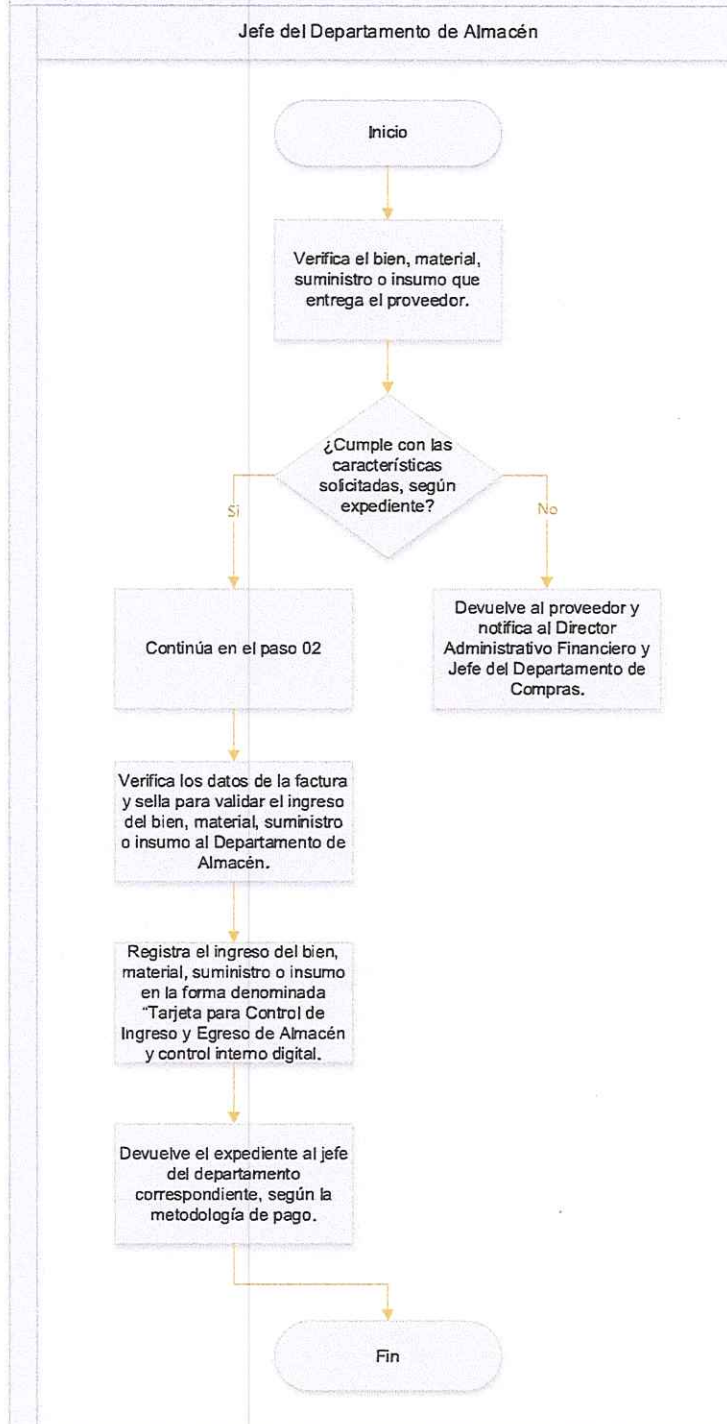 Jefe del Departamento de Almacén
Inicio
Verifica el bien, material,
suministro o insumo que
entrega el proveedor.
¿Cumple con las
características
solicitadas, según
expediente?
Si
No
Continúa en el paso 02
Devuelve al proveedor y
notifica al Director
Administrativo Financiero y
Jefe del Departamento de
Compras.
Verifica los datos de la factura
y sella para validar el ingreso
del bien, material, suministro
o insumo al Departamento de
Almacén.
Registra el ingreso del bien,
material, suministro o insumo
en la forma denominada
“Tarjeta para Control de
Ingreso y Egreso de Almacén
y control interno digital.
Devuelve el expediente al jefe
del departamento
correspondiente, según la
metodología de pago.
Fin